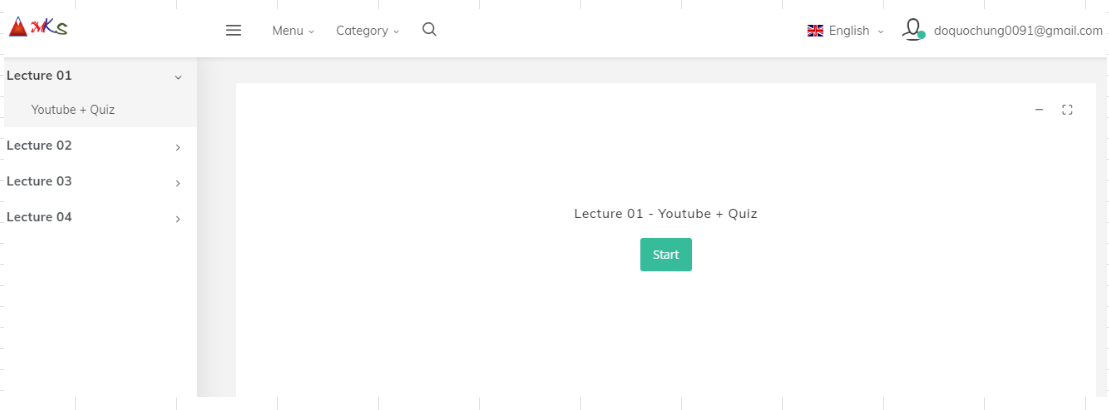 MKS
Menu
Category
English
doquochung0091@gmail.com
Lecture 01
Youtube + Quiz
Lecture 02
Lecture 03
Lecture 04
Lecture 01 - Youtube + Quiz
Start